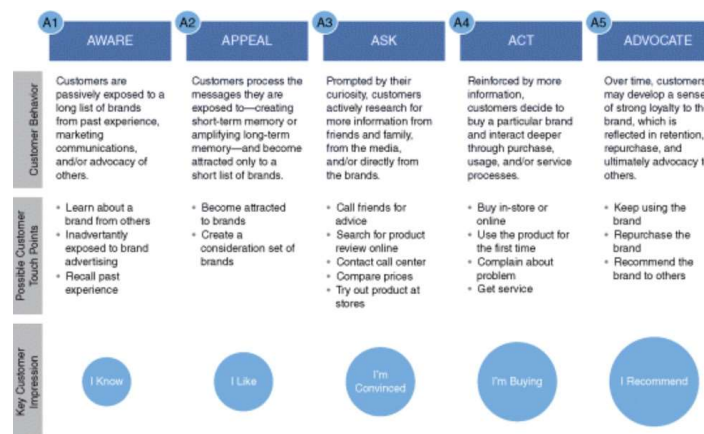 A1
AWARE
A2
APPEAL
A3
ASK
A4
ACT
A5
ADVOCATE
Customer Behavior
Customers are
passively exposed to a
long list of brands
from past experience,
marketing
communications,
and/or advocacy of
others.
Customers process the
messages they are
exposed to—creating
short-term memory or
amplifying long-term
memory—and become
attracted only to a
short list of brands.
Prompted by their
curiosity, customers
actively research for
more information from
friends and family,
from the media,
and/or directly from
the brands.
Reinforced by more
information,
customers decide to
buy a particular brand
and interact deeper
through purchase,
usage, and/or service
processes.
Over time, customers
may develop a sense
of strong loyalty to the
brand, which is
reflected in retention,
repurchase, and
ultimately advocacy
others.
Possible Customer
Touch Points
• Learn about a
brand from others
• Inadvertantly
exposed to brand
advertising
• Recall past
experience
• Become attracted
to brands
• Create a
consideration set of
brands
• Call friends for
advice
• Search for product
review online
• Contact call center
• Compare prices
• Try out product at
stores
• Buy in-store or
online
• Use the product for
the first time
• Complain about
problem
• Get service
• Keep using the
brand
• Repurchase the
brand
• Recommend the
brand to others
Key Customer
Impression
I Know
I Like
I'm
Convinced
I'm Buying
I Recommend